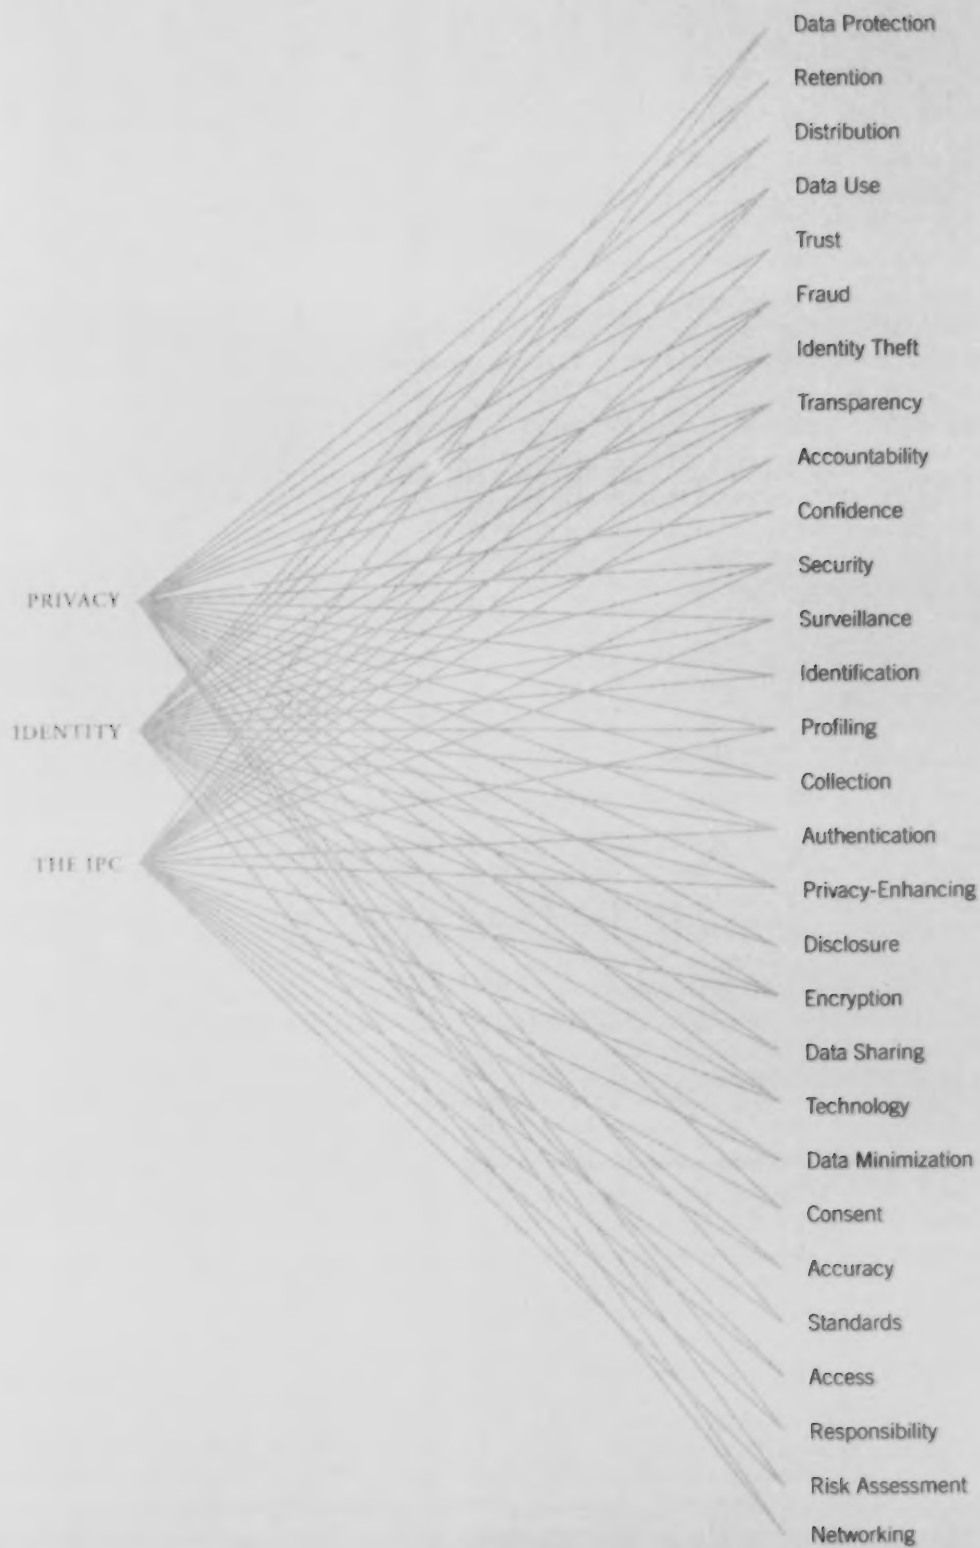 Data Protection
Retention
Distribution
Data Use
Trust
Fraud
Identity Theft
Transparency
Accountability
Confidence
Security
PRIVACY
Surveillance
Identification
IDENTITY
Profiling
Collection
Authentication
THE IPC
Privacy-Enhancing
Disclosure
Encryption
Data Sharing
Technology
Data Minimization
Consent
Accuracy
Standards
Access
Responsibility
Risk Assessment
Networking